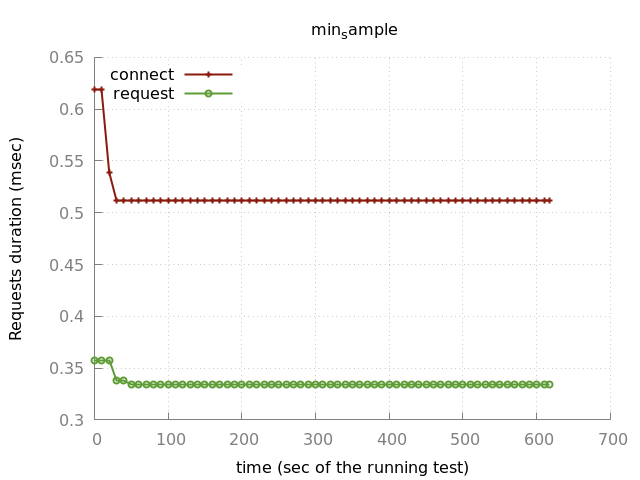 min_sample
0.65
connect
request
0.6
0.55
0.5
0.45
0.4
0.35
0.3
Requests duration (msec)
0 100 200 300 400 500 600 700
time (sec of the running test)